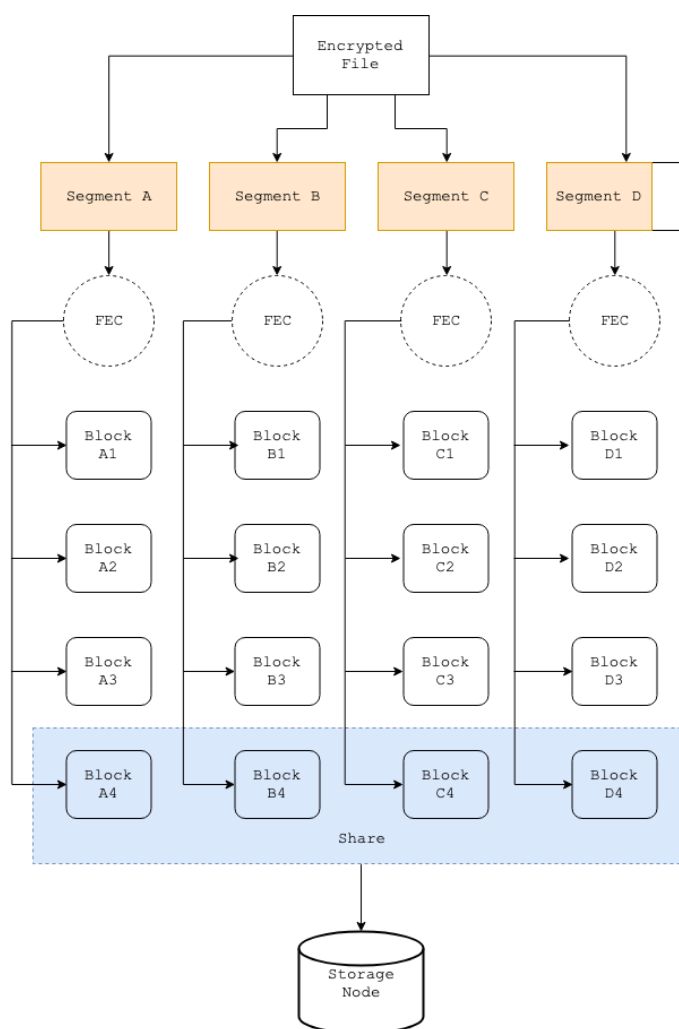 Encrypted
File
Segment A
Segment B
Segment C
Segment D
FEC
FEC
FEC
FEC
Block
A1
Block
B1
Block
C1
Block
D1
Block
A2
Block
B2
Block
C2
Block
D2
Block
A3
Block
B3
Block
C3
Block
D3
Block
A4
Block
B4
Block
C4
Block
D4
Share
Storage
Node